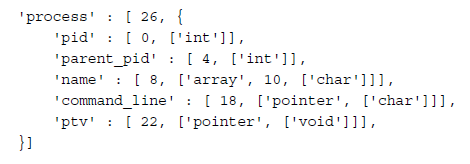 'process' : [ 26, {
'pid' : [ 0, ['int']],
'parent_pid' : [ 4, ['int']],
'name' : [ 8, ['array', 10, ['char']]],
'command_line' : [ 18, ['pointer', ['char']]],
'ptv' : [ 22, ['pointer', ['void']]],
}]